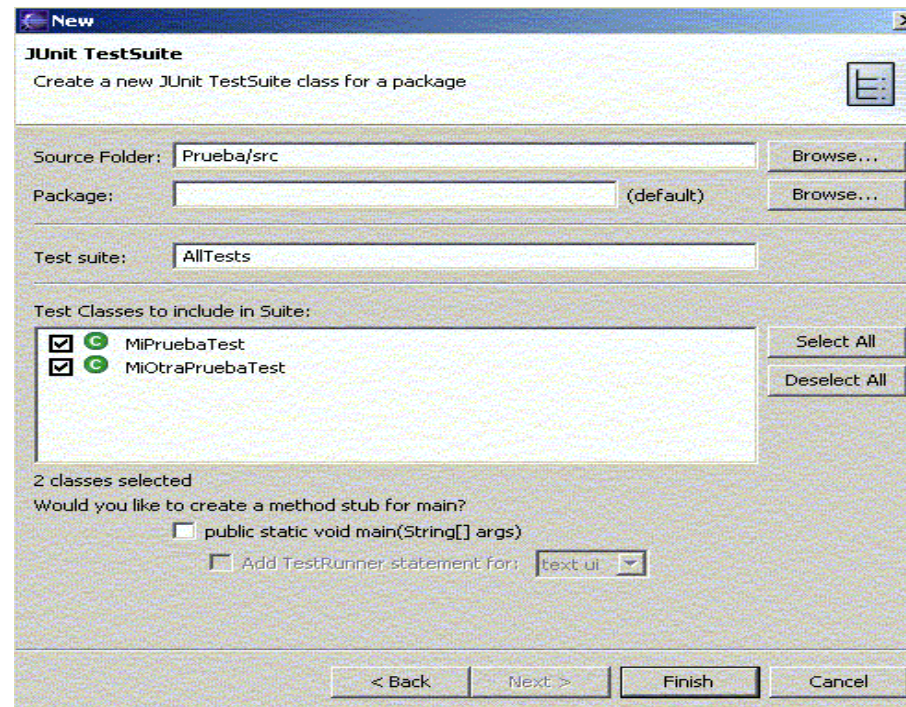 New
JUnit TestSuite
Create a new JUnit TestSuite class for a package
Source Folder: Prueba/src Browse...
Package: (default) Browse...
Test suite: AllTests
Test Classes to include in Suite:
MiPruebaTest Select All
MiOtraPruebaTest
Deselect All
2 classes selected
Would you like to create a method stub for main?
public static void main(String[] args)
Add TestRunner statement for: text ui
< Back Next > Finish Cancel